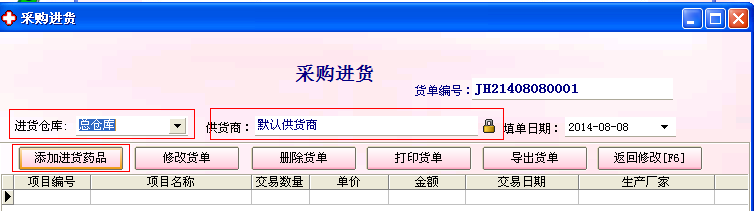 采购进货
采购进货
货单编号：JH21408080001
进货仓库： 总仓库 供货商： 默认供货商 填单日期： 2014-08-08
添加进货药品 修改货单 删除货单 打印货单 导出货单 返回修改[F6]
项目编号 项目名称 交易数量 单价 金额 交易日期 生产厂家